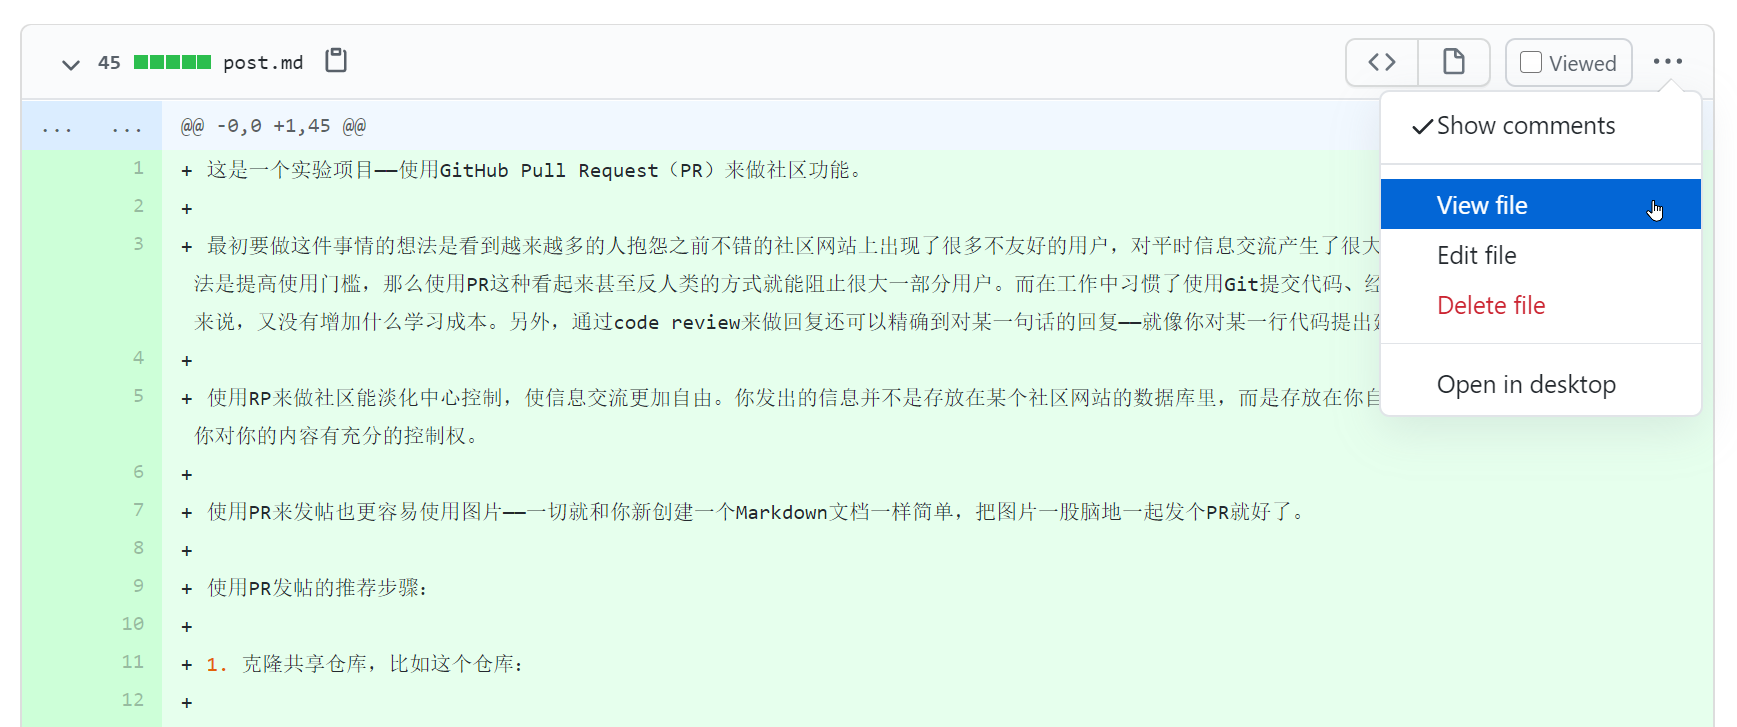 45 post.md Viewed ...
... ... @@ -0,0 +1,45 @@
Show comments
View file
Edit file
Delete file
Open in desktop
1 + 这是一个实验项目——使用GitHub Pull Request（PR）来做社区功能。
2 +
3 + 最初要做这件事情的想法是看到越来越多的人抱怨之前不错的社区网站上出现了很多不友好的用户，对平时信息交流产生了很大
法是提高使用门槛，那么使用PR这种看起来甚至反人类的方式就能阻止很大一部分用户。而在工作中习惯了使用Git提交代码、经
来说，又没有增加什么学习成本。另外，通过code review来做回复还可以精确到对某一句话的回复——就像你对某一行代码提出
4 +
5 + 使用RP来做社区能淡化中心控制，使信息交流更加自由。你发出的信息并不是存放在某个社区网站的数据库里，而是存放在你自
你对你的内容有充分的控制权。
6 +
7 + 使用PR来发帖也更容易使用图片——一切就和你新创建一个Markdown文档一样简单，把图片一股脑地一起发个PR就好了。
8 +
9 + 使用PR发帖的推荐步骤：
10 +
11 + 1. 克隆共享仓库，比如这个仓库：
12 +